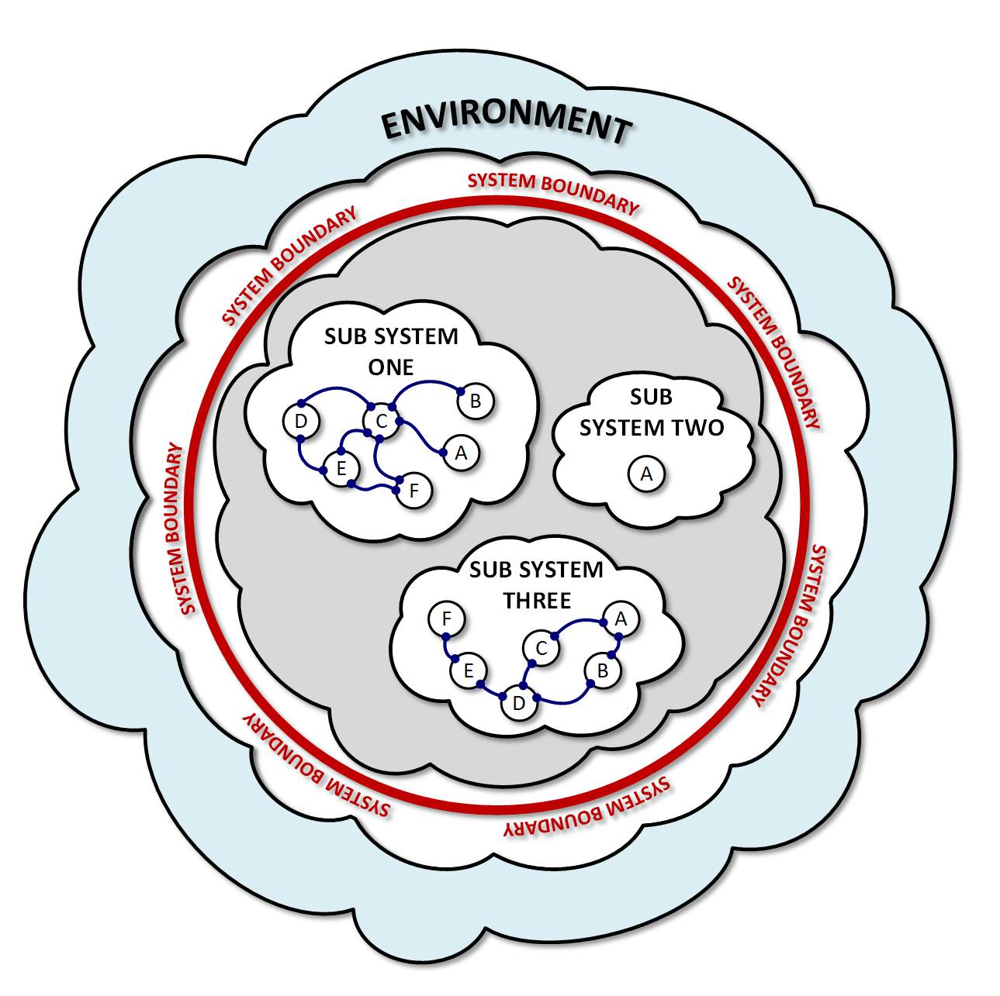 ENVIRONMENT
SYSTEM BOUNDARY
SYSTEM BOUNDARY
SYSTEM BOUNDARY
SYSTEM BOUNDARY
SYSTEM BOUNDARY
SYSTEM BOUNDARY
SYSTEM BOUNDARY
SUB SYSTEM
ONE
B
D
C
A
E
F
SUB
SYSTEM TWO
A
SUB SYSTEM
THREE
F
A
C
E
B
D